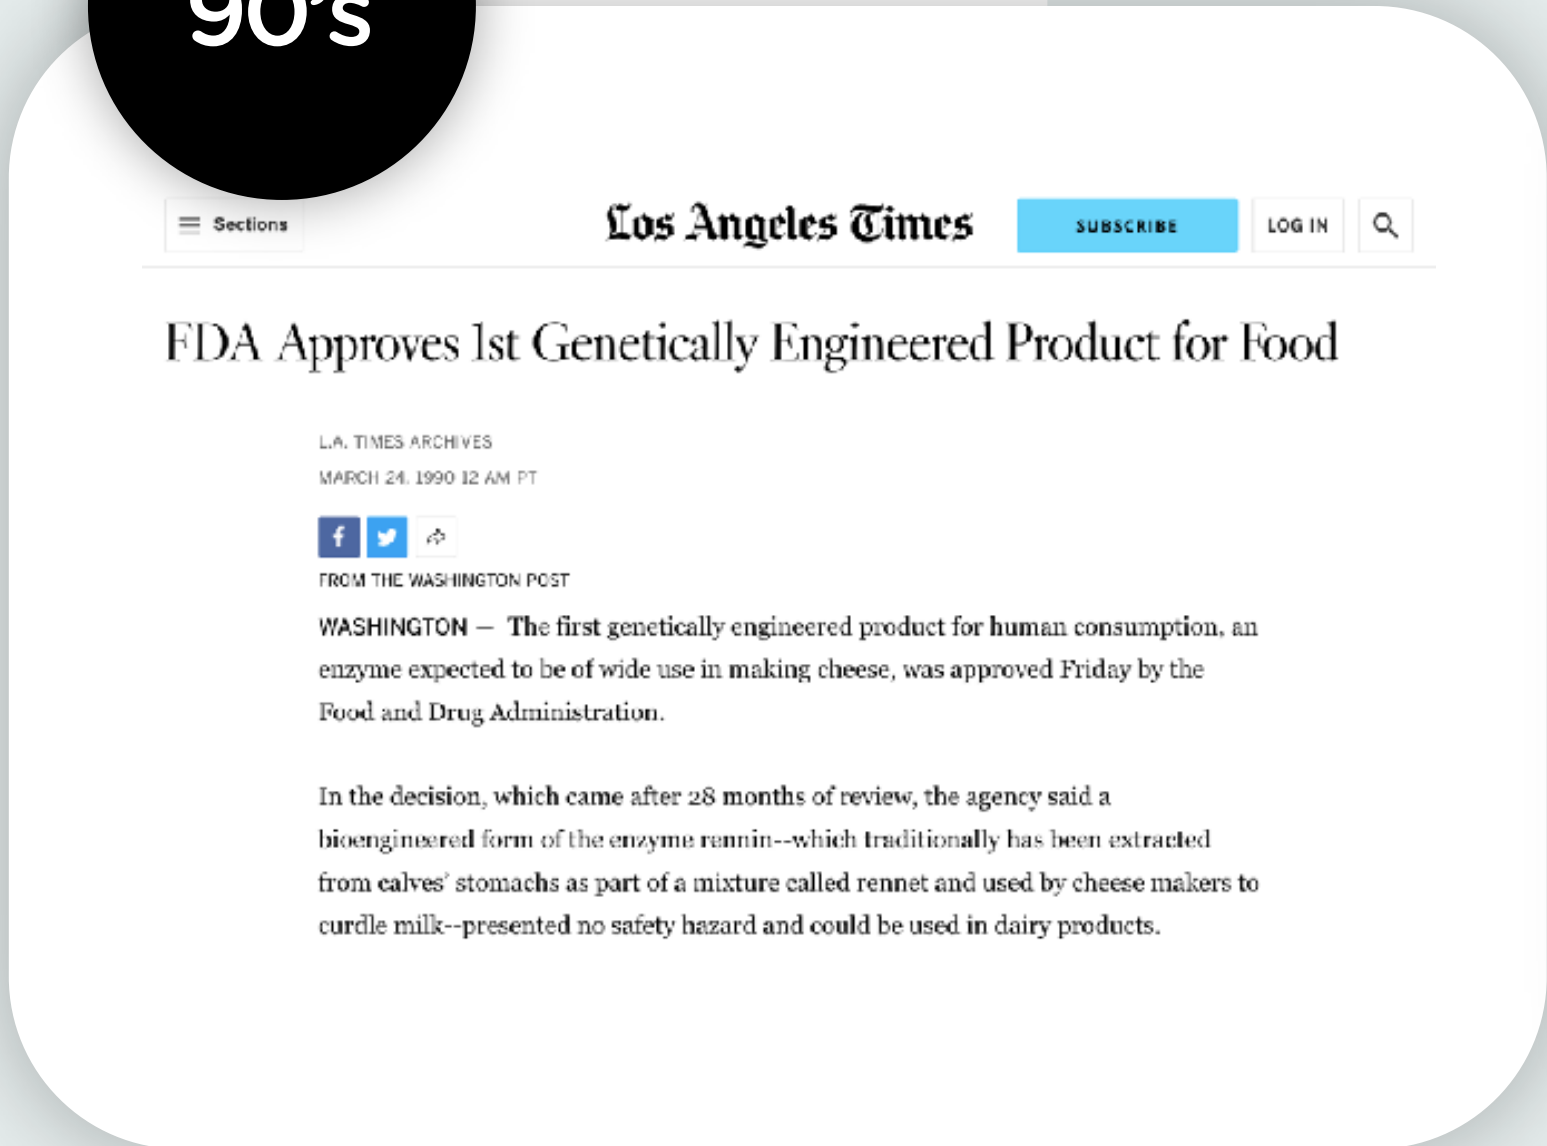 90's
Sections
Los Angeles Times
SUBSCRIBE
LOG IN
FDA Approves 1st Genetically Engineered Product for Food
L.A. TIMES ARCHIVES
MARCH 24, 1990 12 AM PT
FROM THE WASHINGTON POST
WASHINGTON — The first genetically engineered product for human consumption, an
enzyme expected to be of wide use in making cheese, was approved Friday by the
Food and Drug Administration.
In the decision, which came after 28 months of review, the agency said a
bioengineered form of the enzyme rennin--which traditionally has been extracted
from calves' stomachs as part of a mixture called rennet and used by cheese makers to
curdle milk--presented no safety hazard and could be used in dairy products.